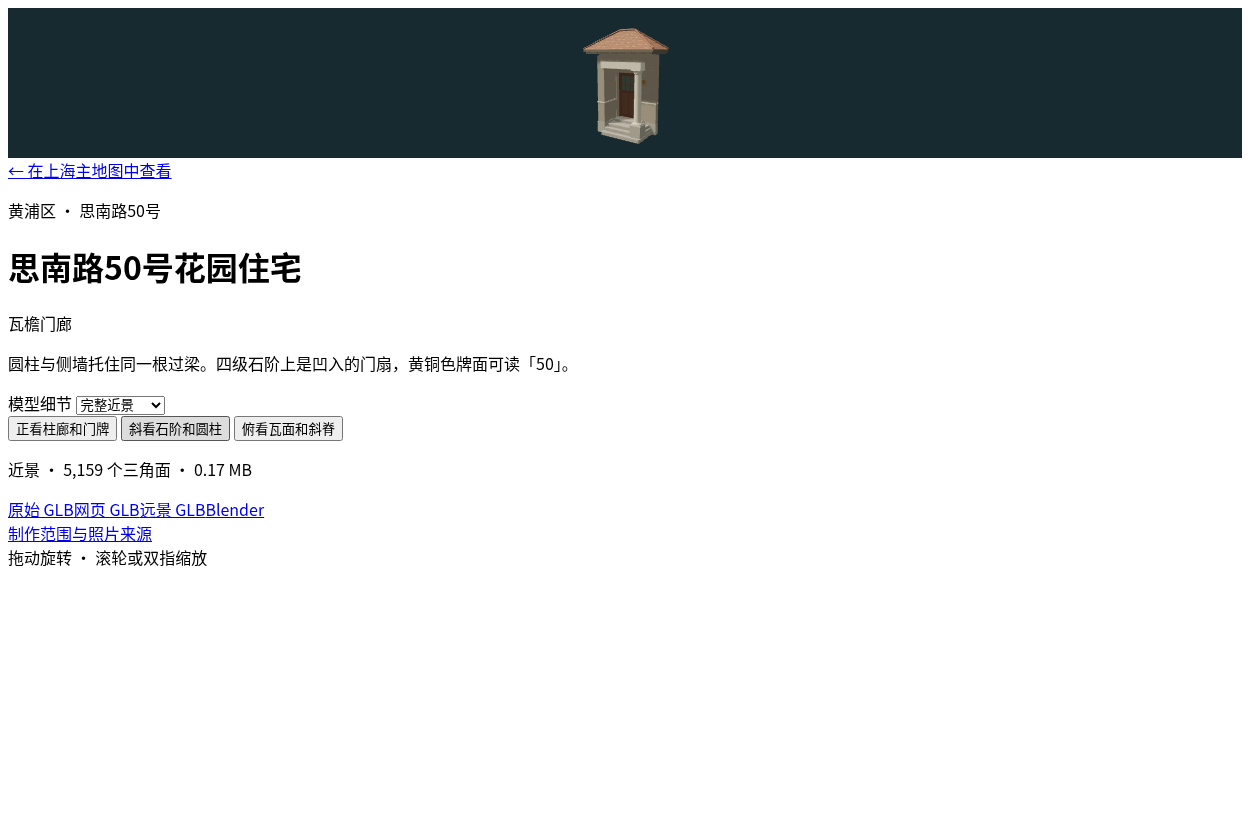 ← 在上海主地图中查看
黄浦区 · 思南路50号
思南路50号花园住宅
瓦檐门廊
圆柱与侧墙托住同一根过梁。四级石阶上是凹入的门扇，黄铜色牌面可读「50」。
模型细节 完整近景
正看柱廊和门牌 斜看石阶和圆柱 俯看瓦面和斜脊
近景 · 5,159 个三角面 · 0.17 MB
原始 GLB网页 GLB远景 GLBBlender
制作范围与照片来源
拖动旋转 · 滚轮或双指缩放